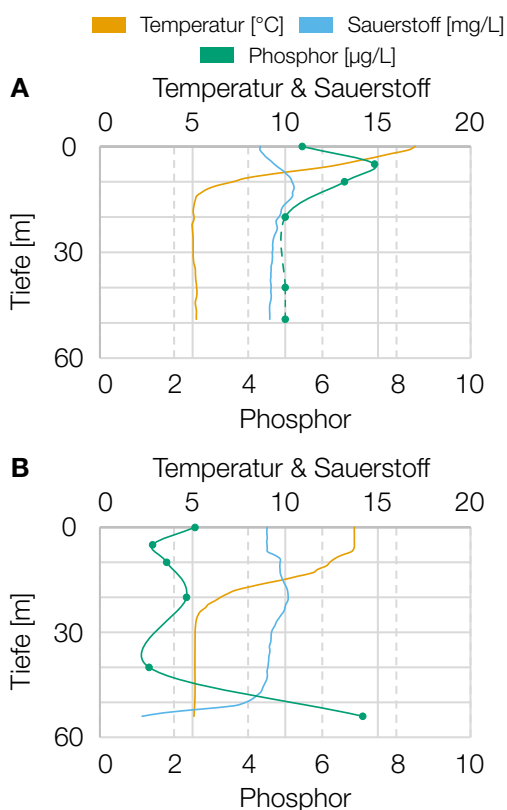 Temperatur [°C] Sauerstoff [mg/L]
Phosphor [µg/L]
A Temperatur & Sauerstoff
0 5 10 15 20
0
30
60
Tiefe [m]
0 2 4 6 8 10
Phosphor
B Temperatur & Sauerstoff
0 5 10 15 20
0
30
60
Tiefe [m]
0 2 4 6 8 10
Phosphor